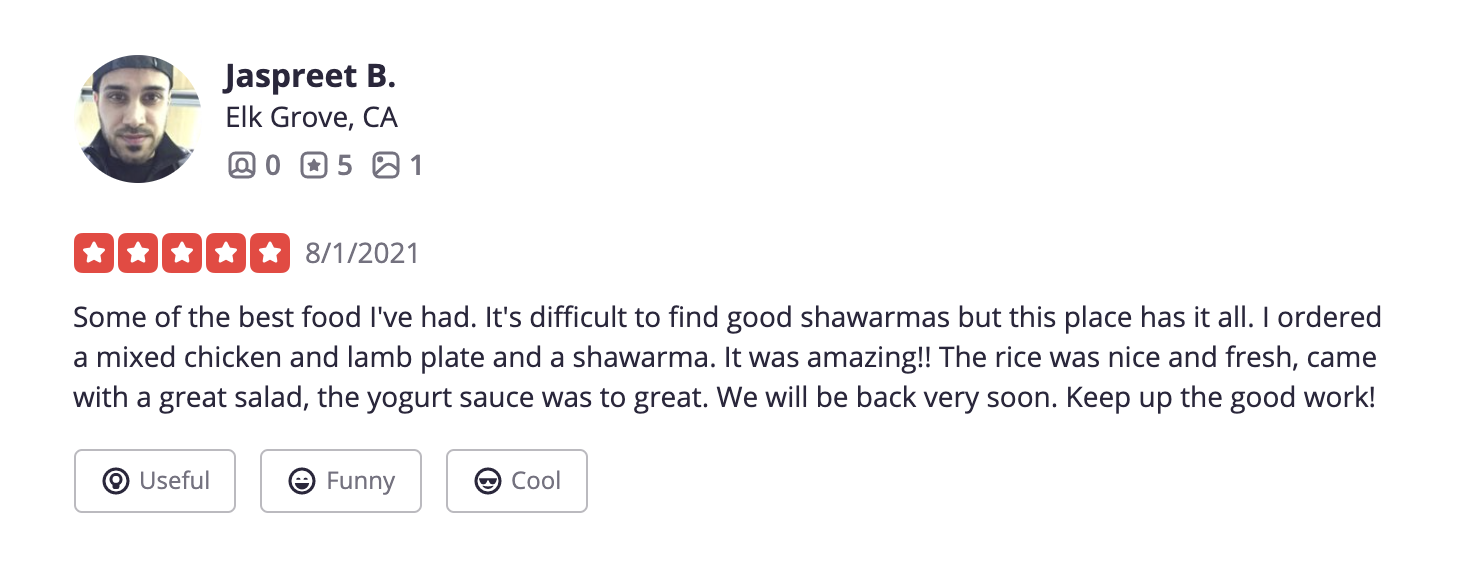 Jaspreet B.
Elk Grove, CA
0 5 1
8/1/2021
Some of the best food I've had. It's difficult to find good shawarmas but this place has it all. I ordered
a mixed chicken and lamb plate and a shawarma. It was amazing!! The rice was nice and fresh, came
with a great salad, the yogurt sauce was to great. We will be back very soon. Keep up the good work!
Useful Funny Cool